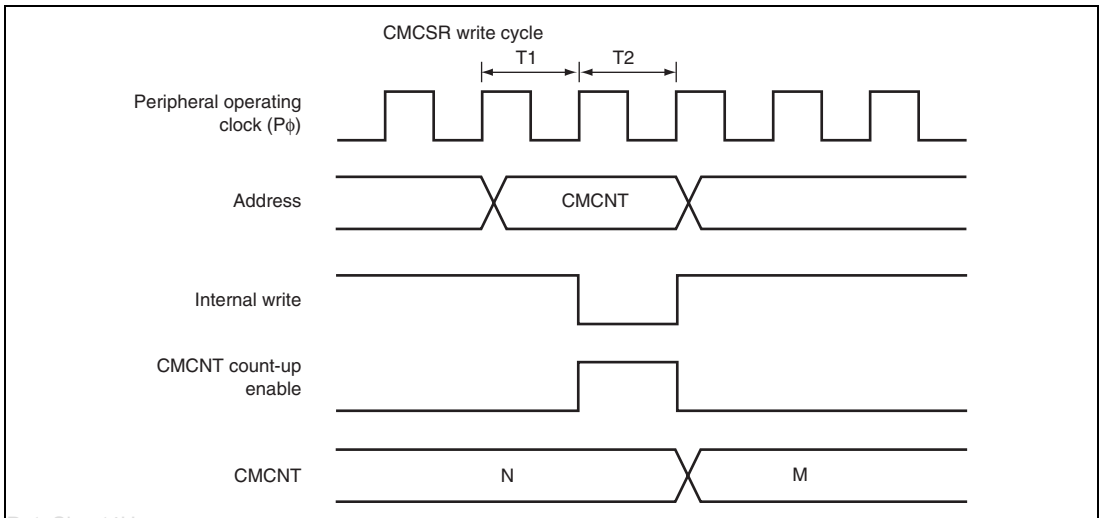 CMCSR write cycle
T1 T2
Peripheral operating
clock (Pϕ)
Address
CMCNT
Internal write
CMCNT count-up
enable
CMCNT
N
M